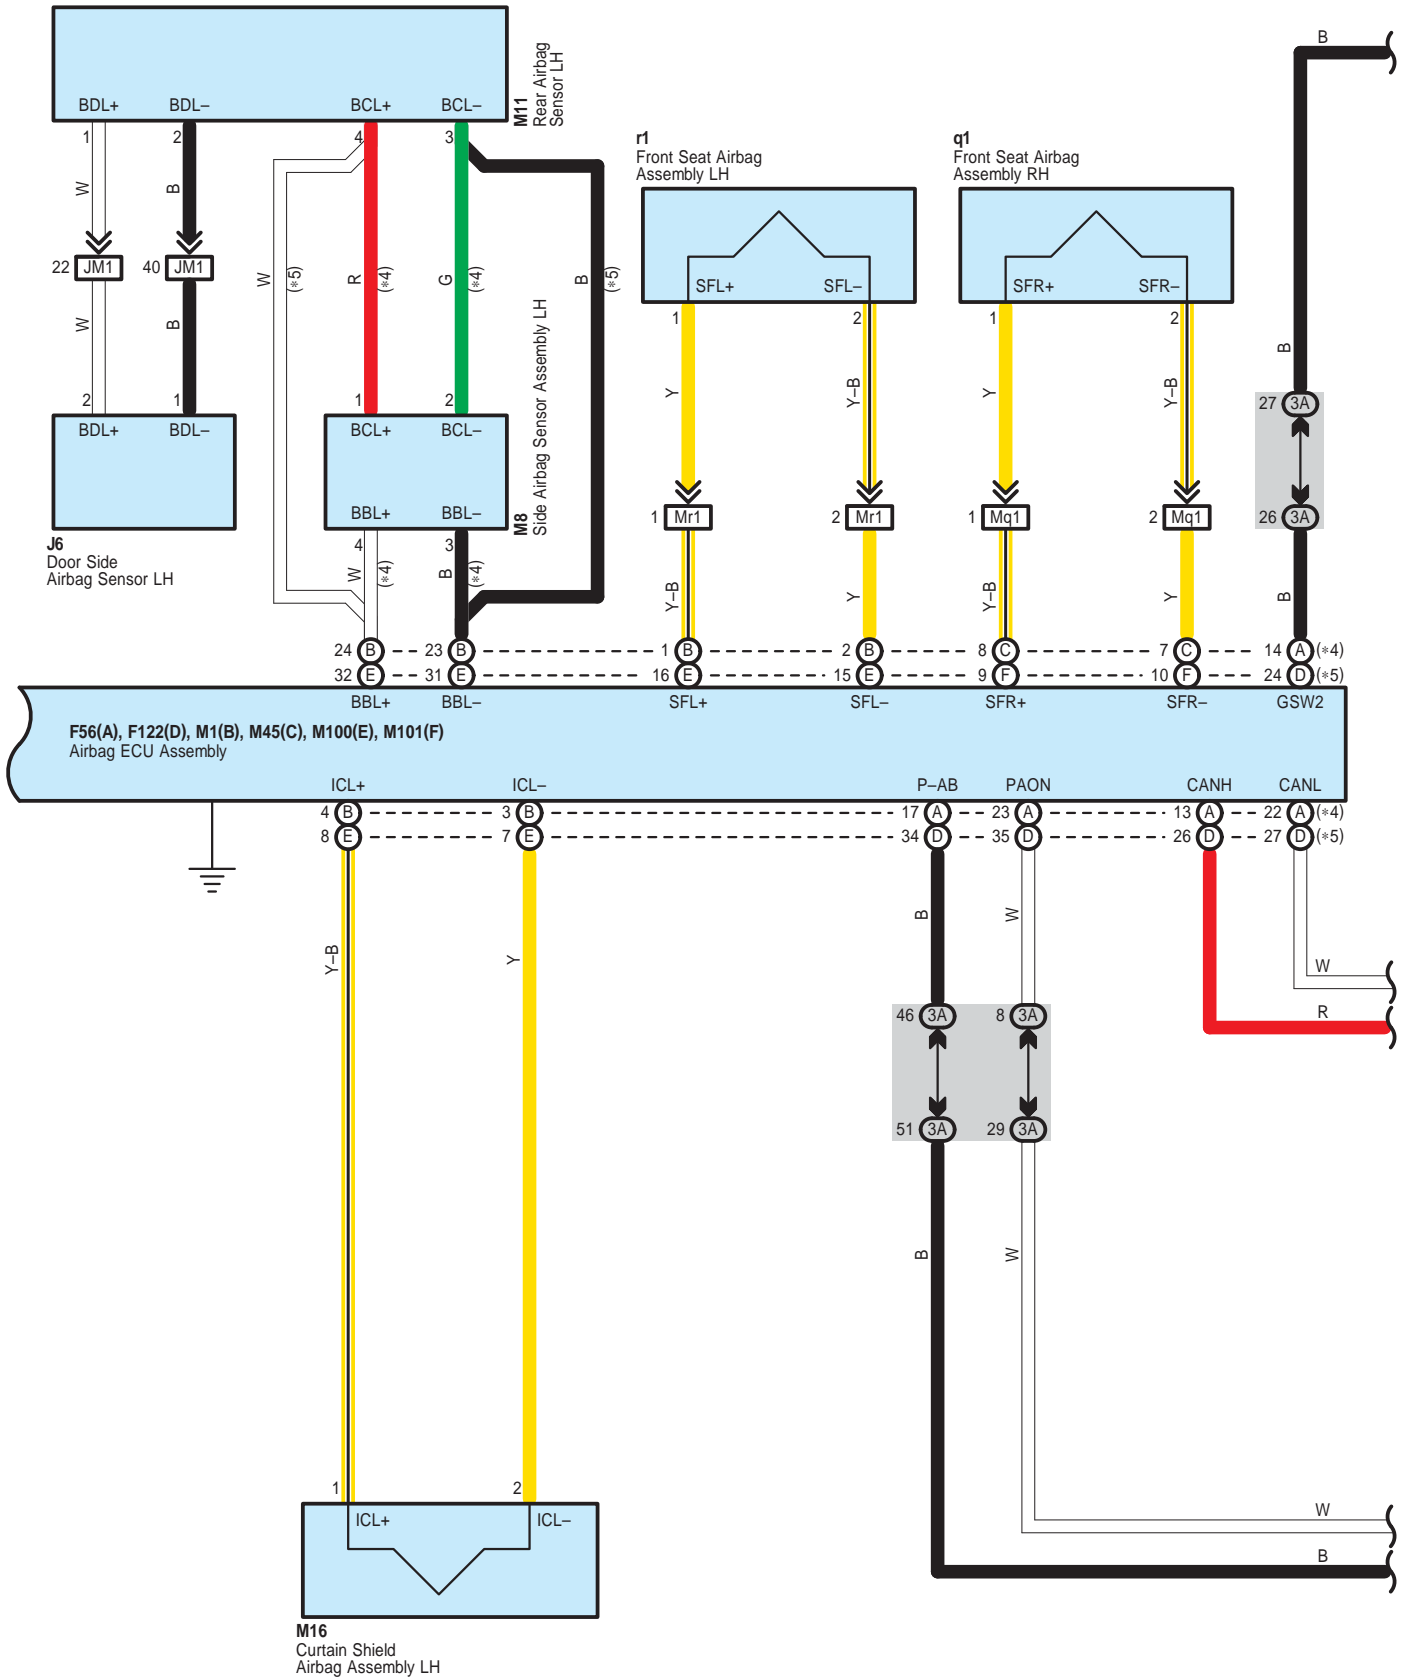 B
BDL+ BDL– BCL+ BCL–
M11
Rear Airbag
Sensor LH
1 2 4 3
r1
Front Seat Airbag
Assembly LH
q1
Front Seat Airbag
Assembly RH
W B
22 JM1 40 JM1
W (*5) R (*4) G (*4) B (*5)
SFL+ SFL– SFR+ SFR–
1 2 1 2
W B
B
Y Y–B Y Y–B
2 1 1 2
27 3A
BDL+ BDL– BCL+ BCL–
BBL+ BBL–
M8
Side Airbag Sensor Assembly LH
1 Mr1 2 Mr1 1 Mq1 2 Mq1 26 3A
J6
Door Side
Airbag Sensor LH
4 3
W (*4) B (*4) Y–B Y Y–B Y B
24 B 23 B 1 B 2 B 8 C 7 C 14 A (*4)
32 E 31 E 16 E 15 E 9 F 10 F 24 D (*5)
BBL+ BBL– SFL+ SFL– SFR+ SFR– GSW2
F56(A), F122(D), M1(B), M45(C), M100(E), M101(F)
Airbag ECU Assembly
ICL+ ICL– P–AB PAON CANH CANL
4 B 3 B 17 A 23 A 13 A 22 A (*4)
8 E 7 E 34 D 35 D 26 D 27 D (*5)
B W
Y–B Y
W
R
46 3A 8 3A
51 3A 29 3A
B W
1 2
ICL+ ICL–
W
B
M16
Curtain Shield
Airbag Assembly LH